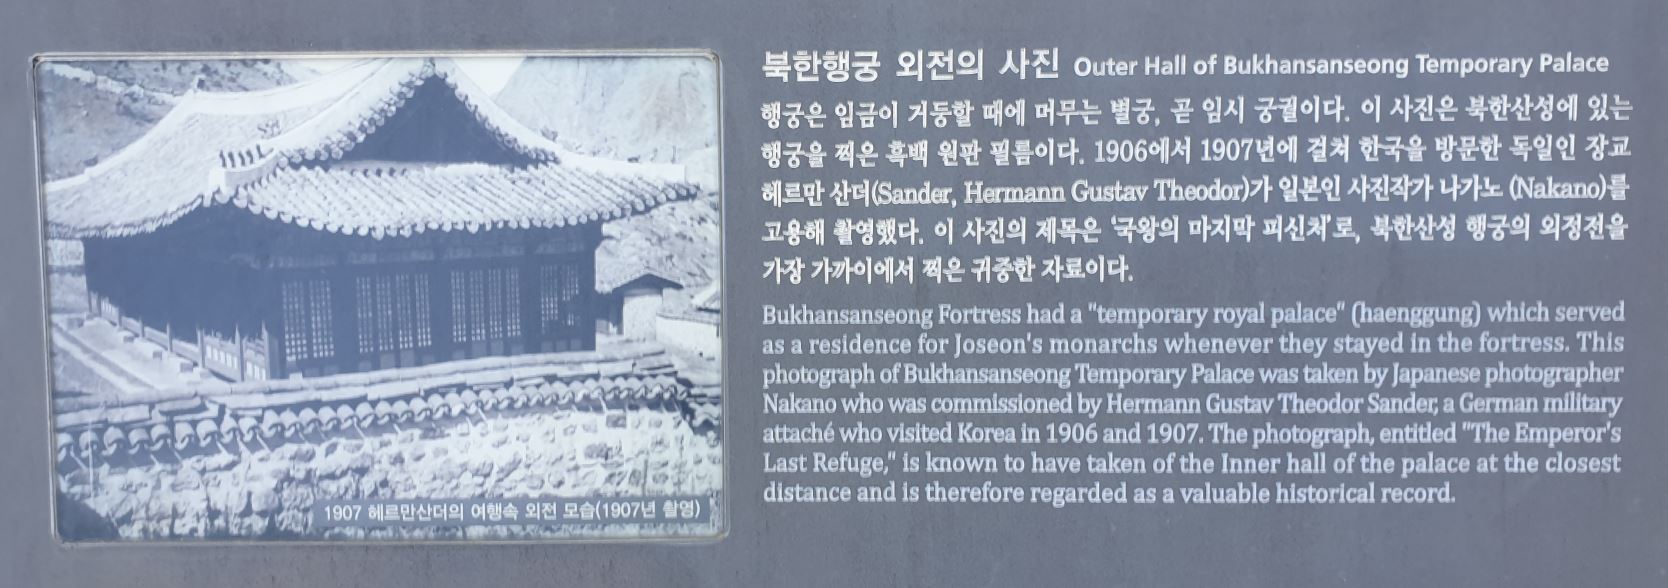 북한행궁 외전의 사진 Outer Hall of Bukhansanseong Temporary Palace
행궁은 임금이 거둥할 때에 머무는 별궁, 곧 임시 궁궐이다. 이 사진은 북한산성에 있는
행궁을 찍은 흑백 원판 필름이다. 1906에서 1907년에 걸쳐 한국을 방문한 독일인 장교
헤르만 산더(Sander, Hermann Gustav Theodor)가 일본인 사진작가 나가노 (Nakano)를
고용해 촬영했다. 이 사진의 제목은 '국왕의 마지막 피신처'로, 북한산성 행궁의 외정전을
가장 가까이에서 찍은 귀중한 자료이다.
Bukhansanseong Fortress had a "temporary royal palace" (haenggung) which served
as a residence for Joseon's monarchs whenever they stayed in the fortress. This
photograph of Bukhansanseong Temporary Palace was taken by Japanese photographer
Nakano who was commissioned by Hermann Gustav Theodor Sander, a German military
attaché who visited Korea in 1906 and 1907. The photograph, entitled "The Emperor's
Last Refuge," is known to have taken of the Inner hall of the palace at the closest
distance and is therefore regarded as a valuable historical record.
1907 헤르만산더의 여행속 외전 모습(1907년 촬영)